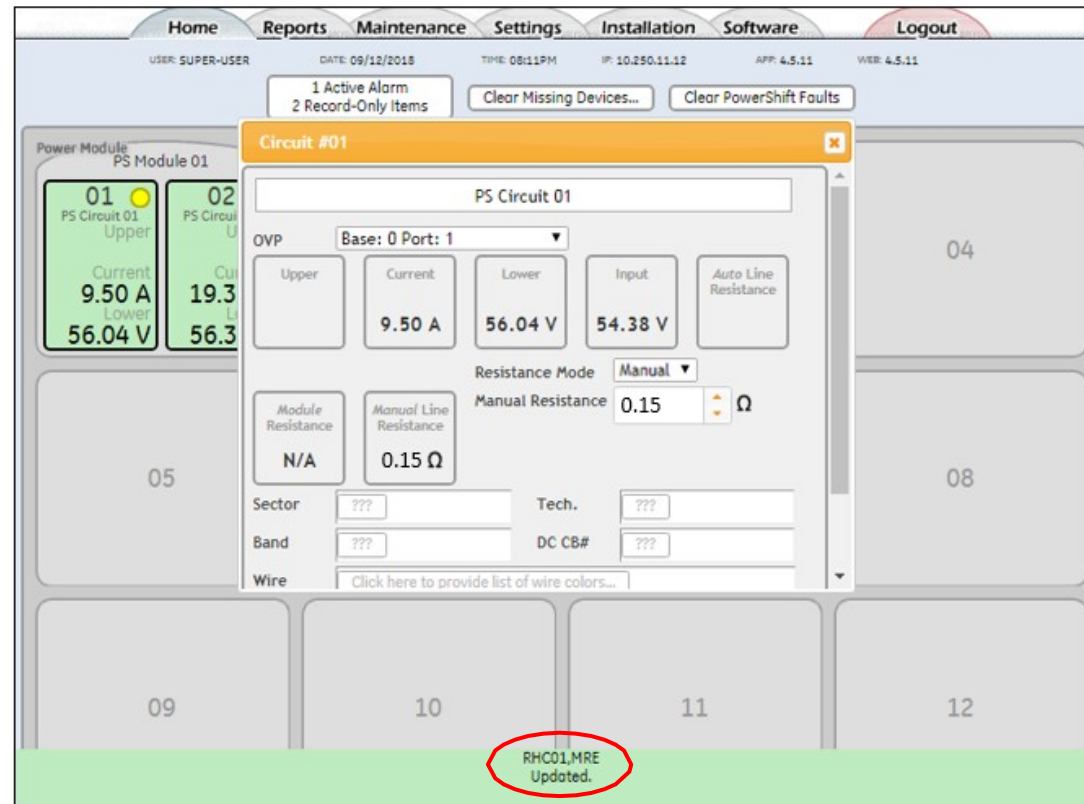 Home Reports Maintenance Settings Installation Software Logout
USER: SUPER-USER DATE: 09/12/2018 TIME: 08:11PM IP: 10.250.11.12 APP: 4.5.11 WEB: 4.5.11
1 Active Alarm
2 Record-Only Items
Clear Missing Devices...
Clear PowerShift Faults
Power Module
PS Module 01
01
PS Circuit 01
Upper
Current
9.50 A
Lower
56.04 V
02
PS Circui
U
Cu
19.3
L
56.3
Circuit #01
PS Circuit 01
OVP Base: 0 Port: 1
Upper
Current
9.50 A
Lower
56.04 V
Input
54.38 V
Auto Line
Resistance
Resistance Mode Manual
Manual Resistance 0.15 Ω
Module
Resistance
N/A
Manual Line
Resistance
0.15 Ω
Sector ??? Tech. ???
Band ??? DC CB# ???
Wire Click here to provide list of wire colors...
04
05
08
09
10
11
12
RHC01,MRE
Updated.